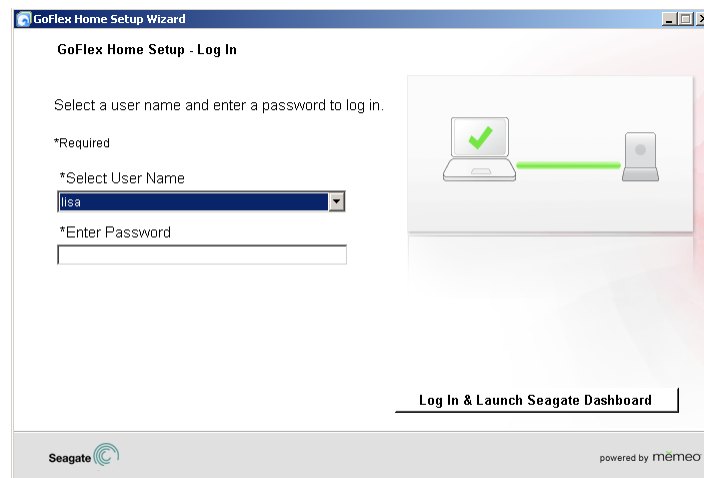 GoFlex Home Setup Wizard
GoFlex Home Setup - Log In
Select a user name and enter a password to log in.
*Required
*Select User Name
lisa
*Enter Password
Log In & Launch Seagate Dashboard
Seagate
powered by mēmeo